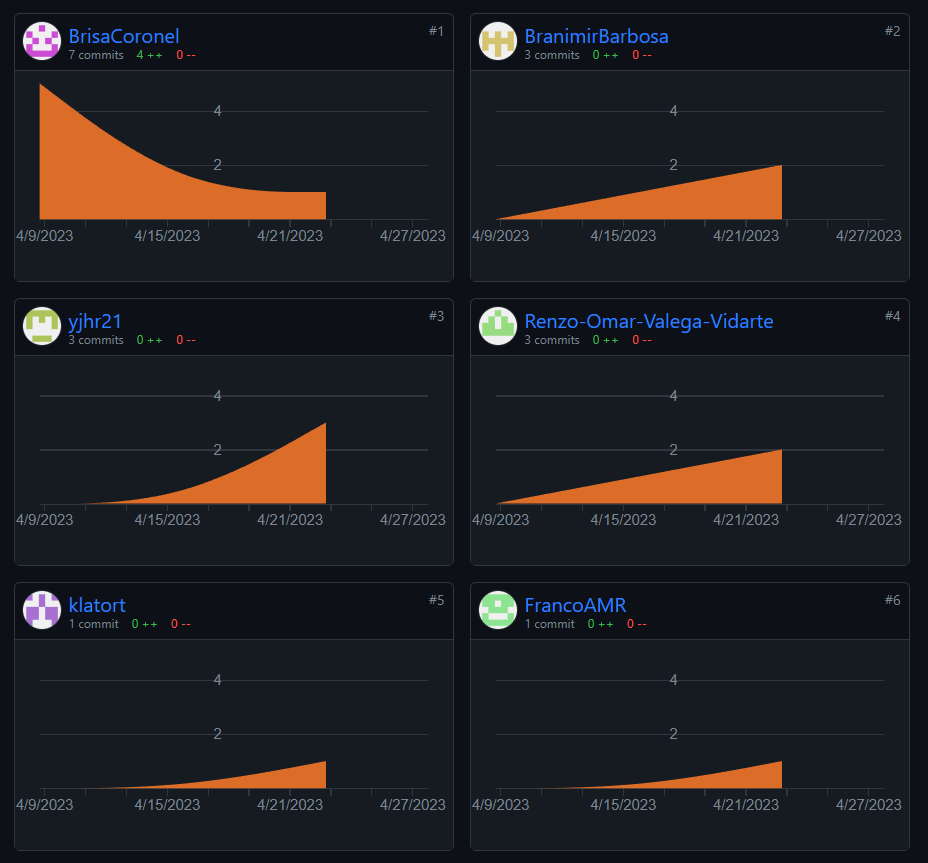 BrisaCoronel #1
7 commits 4 ++ 0 --
4
2
4/9/2023 4/15/2023 4/21/2023 4/27/2023
BranimirBarbosa #2
3 commits 0 ++ 0 --
4
2
4/9/2023 4/15/2023 4/21/2023 4/27/2023
yjhr21 #3
3 commits 0 ++ 0 --
4
2
4/9/2023 4/15/2023 4/21/2023 4/27/2023
Renzo-Omar-Valega-Vidarte #4
3 commits 0 ++ 0 --
4
2
4/9/2023 4/15/2023 4/21/2023 4/27/2023
klatort #5
1 commit 0 ++ 0 --
4
2
4/9/2023 4/15/2023 4/21/2023 4/27/2023
FrancoAMR #6
1 commit 0 ++ 0 --
4
2
4/9/2023 4/15/2023 4/21/2023 4/27/2023